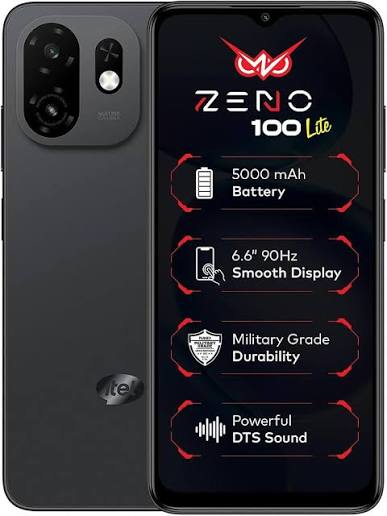 ZENO
100 Lite
5000 mAh
Battery
6.6" 90Hz
Smooth Display
Military Grade
Durability
Powerful
DTS Sound
itel